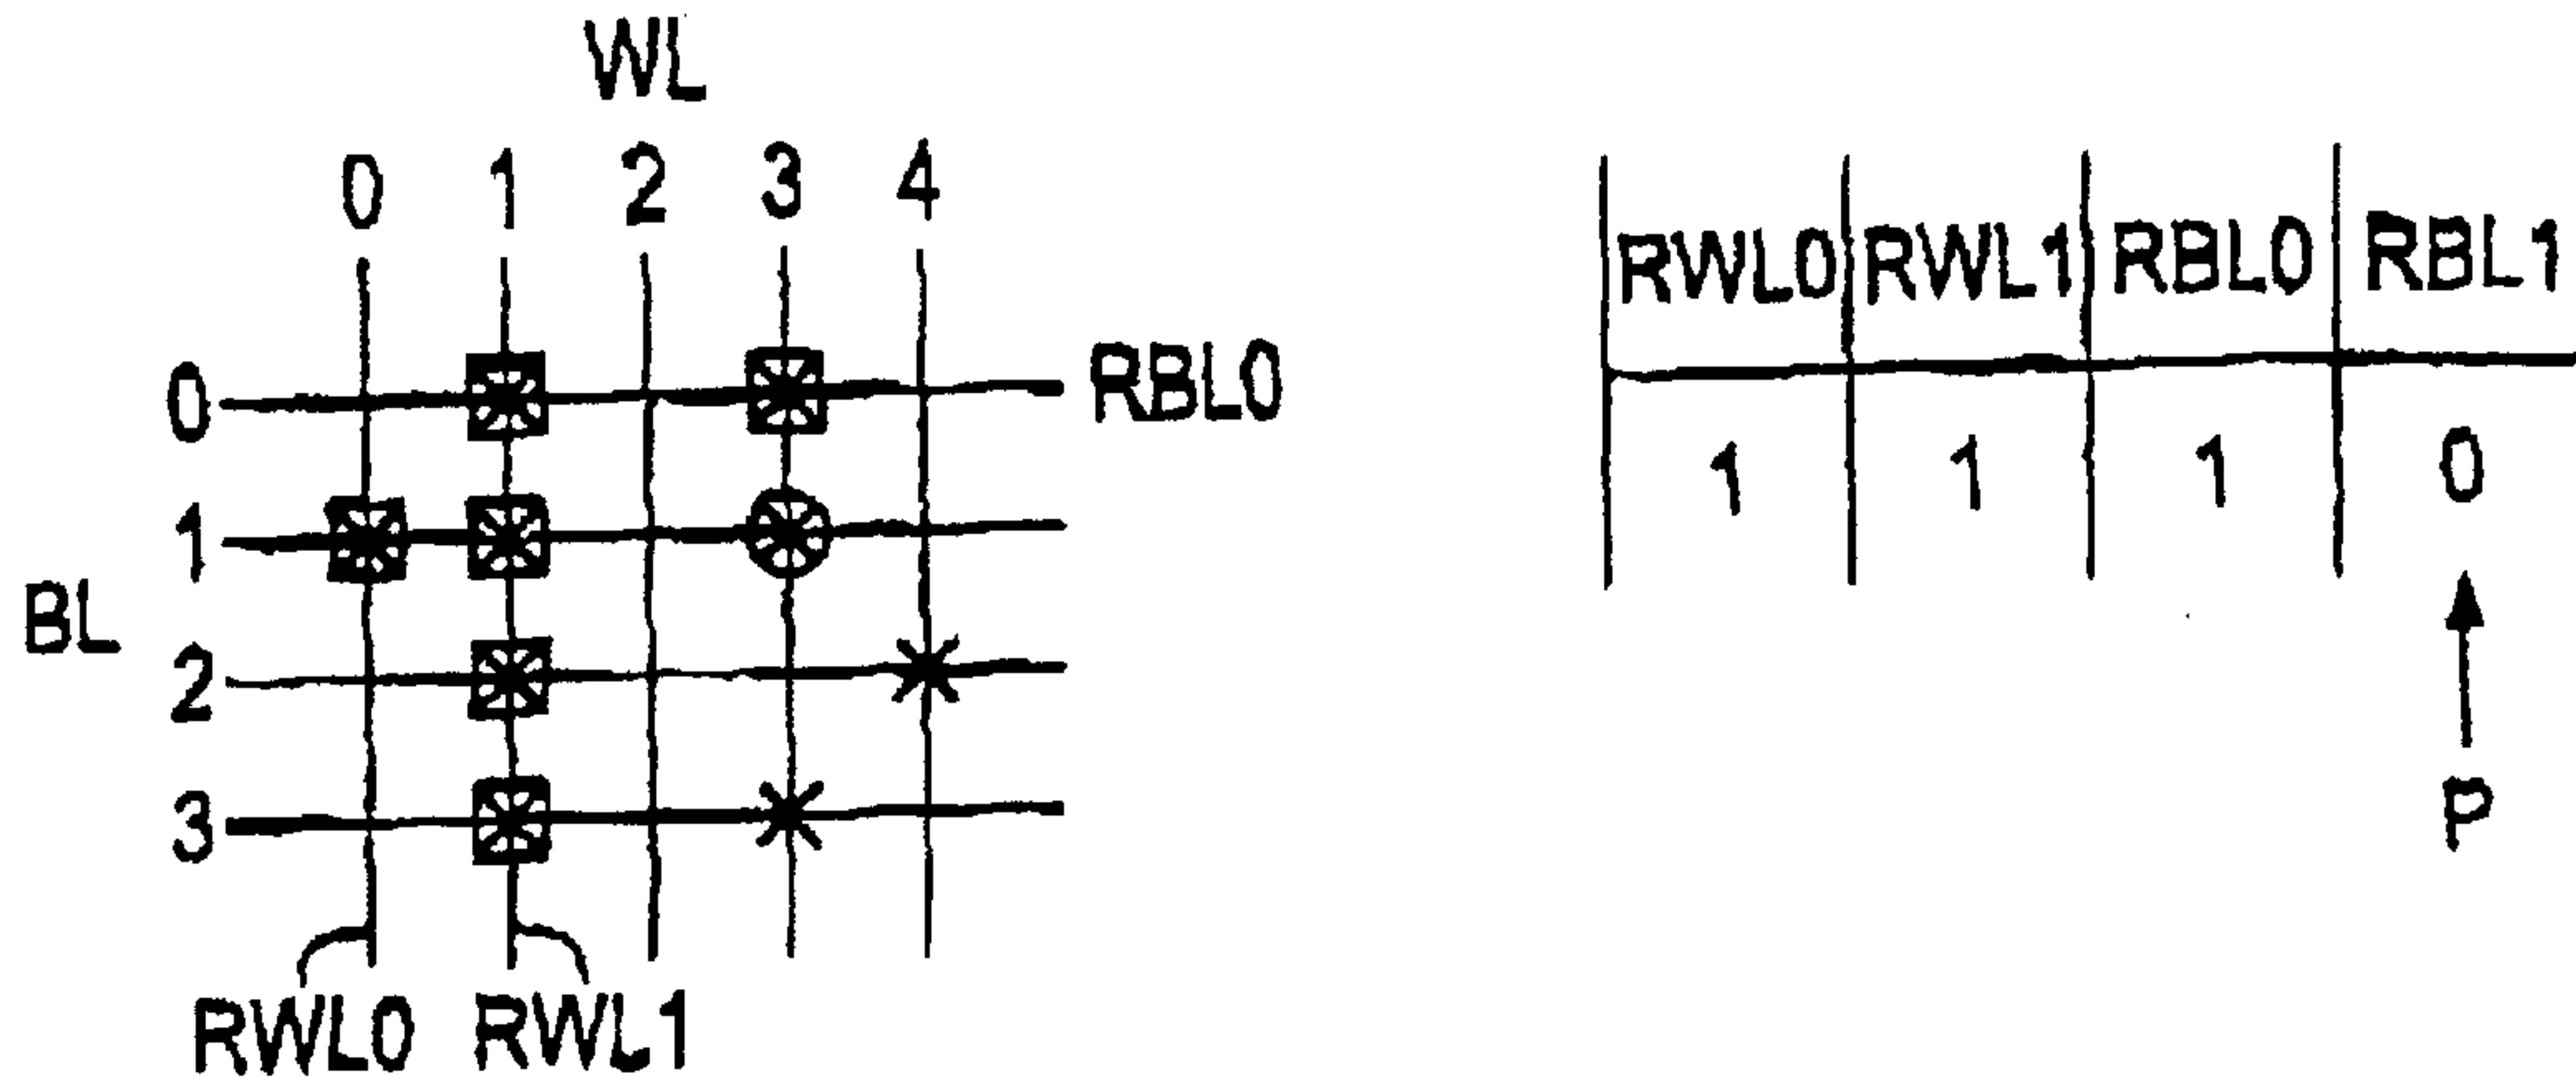 WL
0 1 2 3 4
RWL0 RWL1 RBL0 RBL1
0 RBL0
1 1 1 0
1
BL
2
3
P
RWL0 RWL1